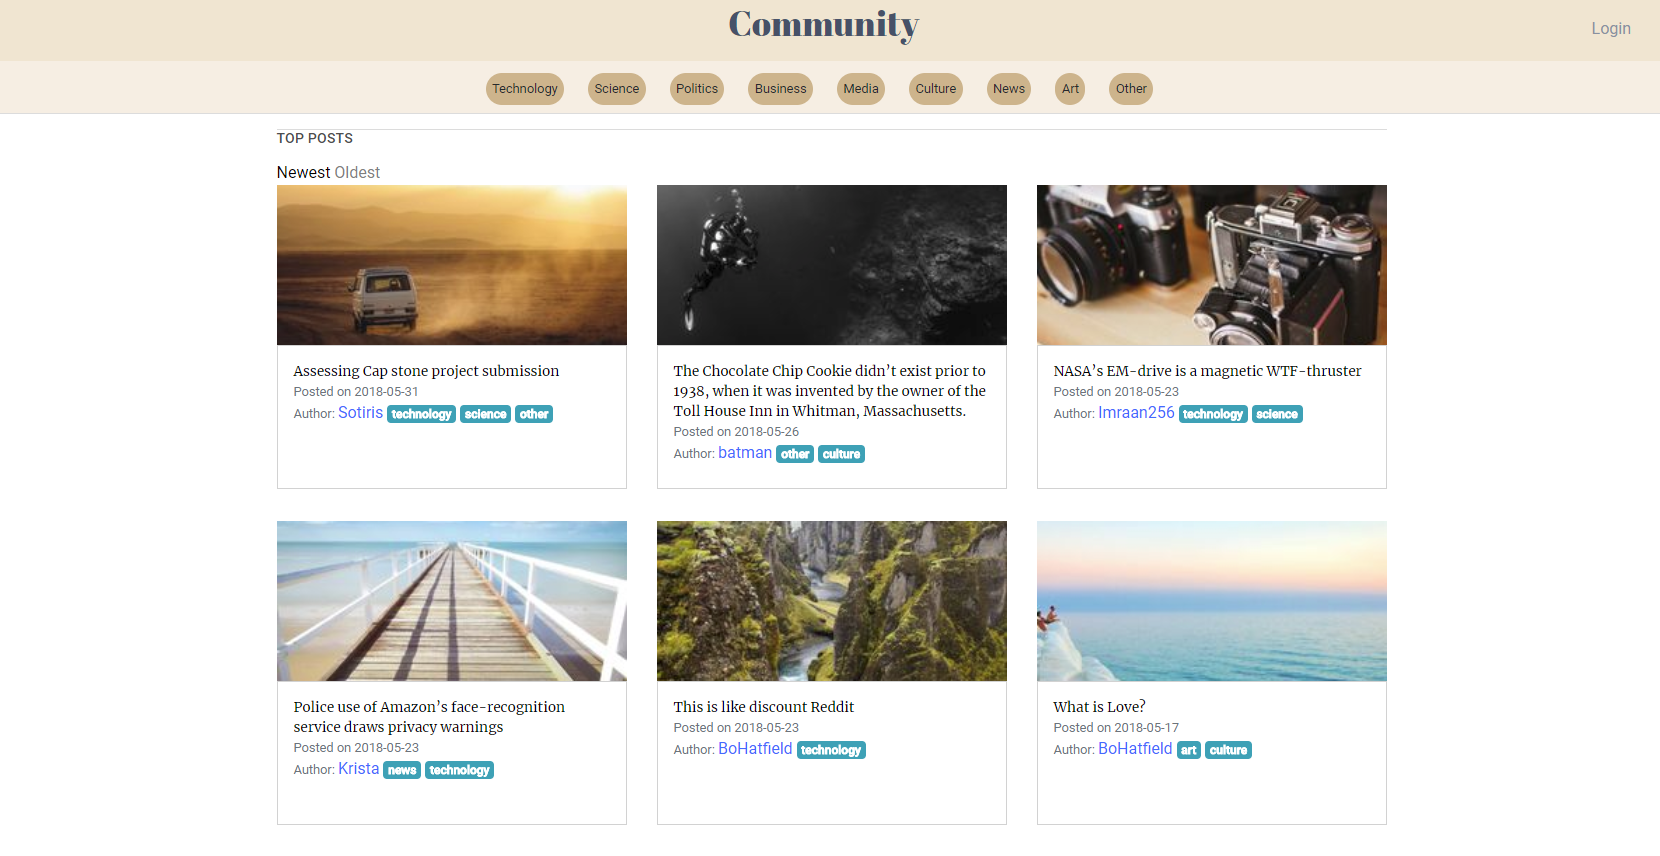 Community
Login
Technology Science Politics Business Media Culture News Art Other
TOP POSTS
Newest Oldest
Assessing Cap stone project submission
Posted on 2018-05-31
Author: Sotiris technology science other
The Chocolate Chip Cookie didn’t exist prior to
1938, when it was invented by the owner of the
Toll House Inn in Whitman, Massachusetts.
Posted on 2018-05-26
Author: batman other culture
NASA’s EM-drive is a magnetic WTF-thruster
Posted on 2018-05-23
Author: Imraan256 technology science
Police use of Amazon’s face-recognition
service draws privacy warnings
Posted on 2018-05-23
Author: Krista news technology
This is like discount Reddit
Posted on 2018-05-23
Author: BoHatfield technology
What is Love?
Posted on 2018-05-17
Author: BoHatfield art culture